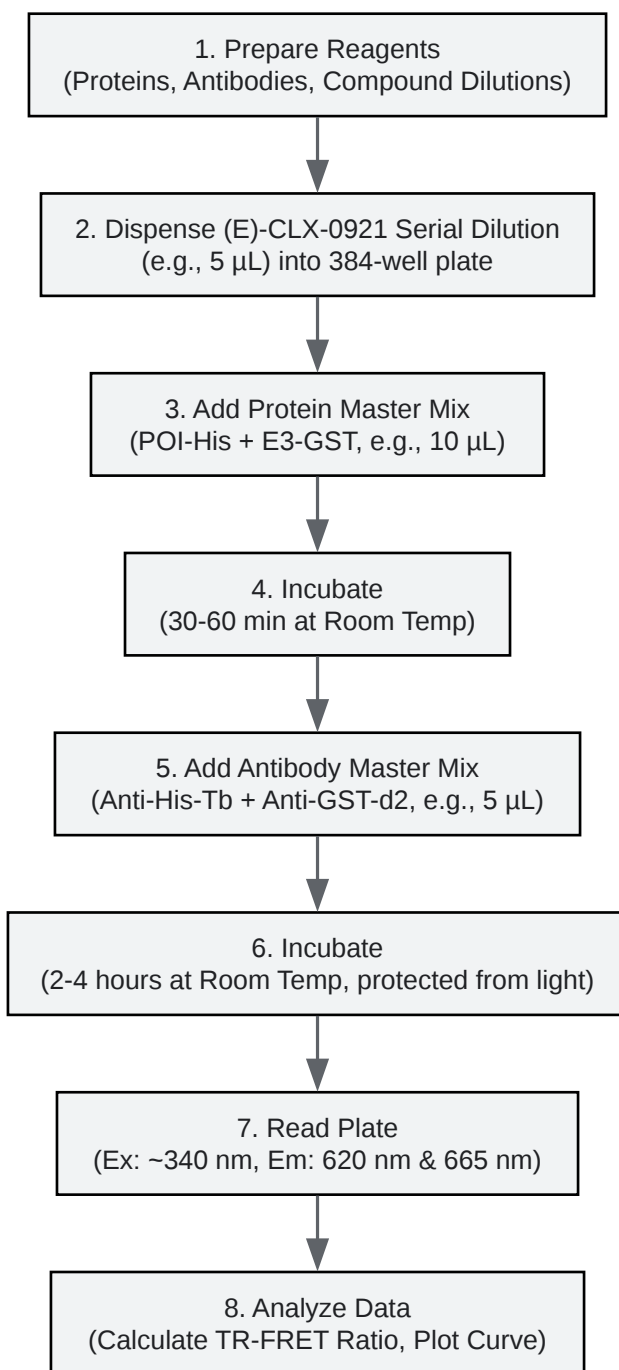 1. Prepare Reagents
(Proteins, Antibodies, Compound Dilutions)
2. Dispense (E)-CLX-0921 Serial Dilution
(e.g., 5 µL) into 384-well plate
3. Add Protein Master Mix
(POI-His + E3-GST, e.g., 10 µL)
4. Incubate
(30-60 min at Room Temp)
5. Add Antibody Master Mix
(Anti-His-Tb + Anti-GST-d2, e.g., 5 µL)
6. Incubate
(2-4 hours at Room Temp, protected from light)
7. Read Plate
(Ex: ~340 nm, Em: 620 nm & 665 nm)
8. Analyze Data
(Calculate TR-FRET Ratio, Plot Curve)